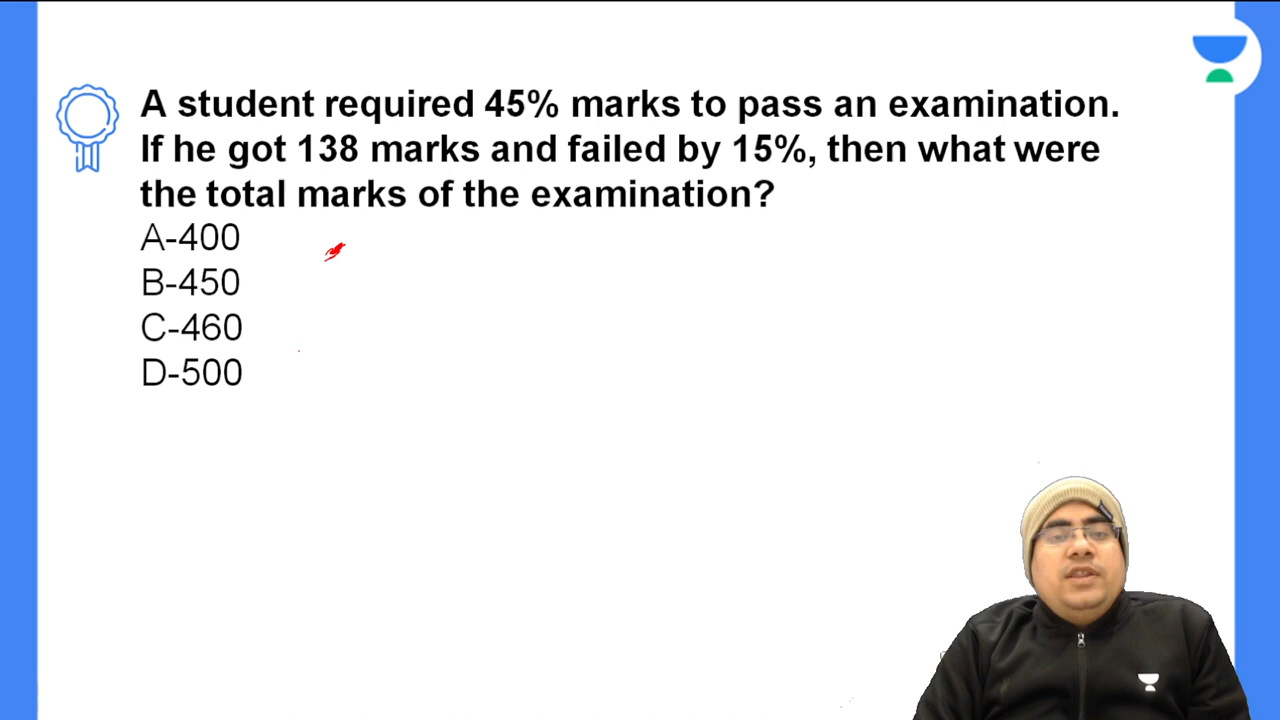 A student required 45% marks to pass an examination.
If he got 138 marks and failed by 15%, then what were
the total marks of the examination?
A-400
B-450
C-460
D-500